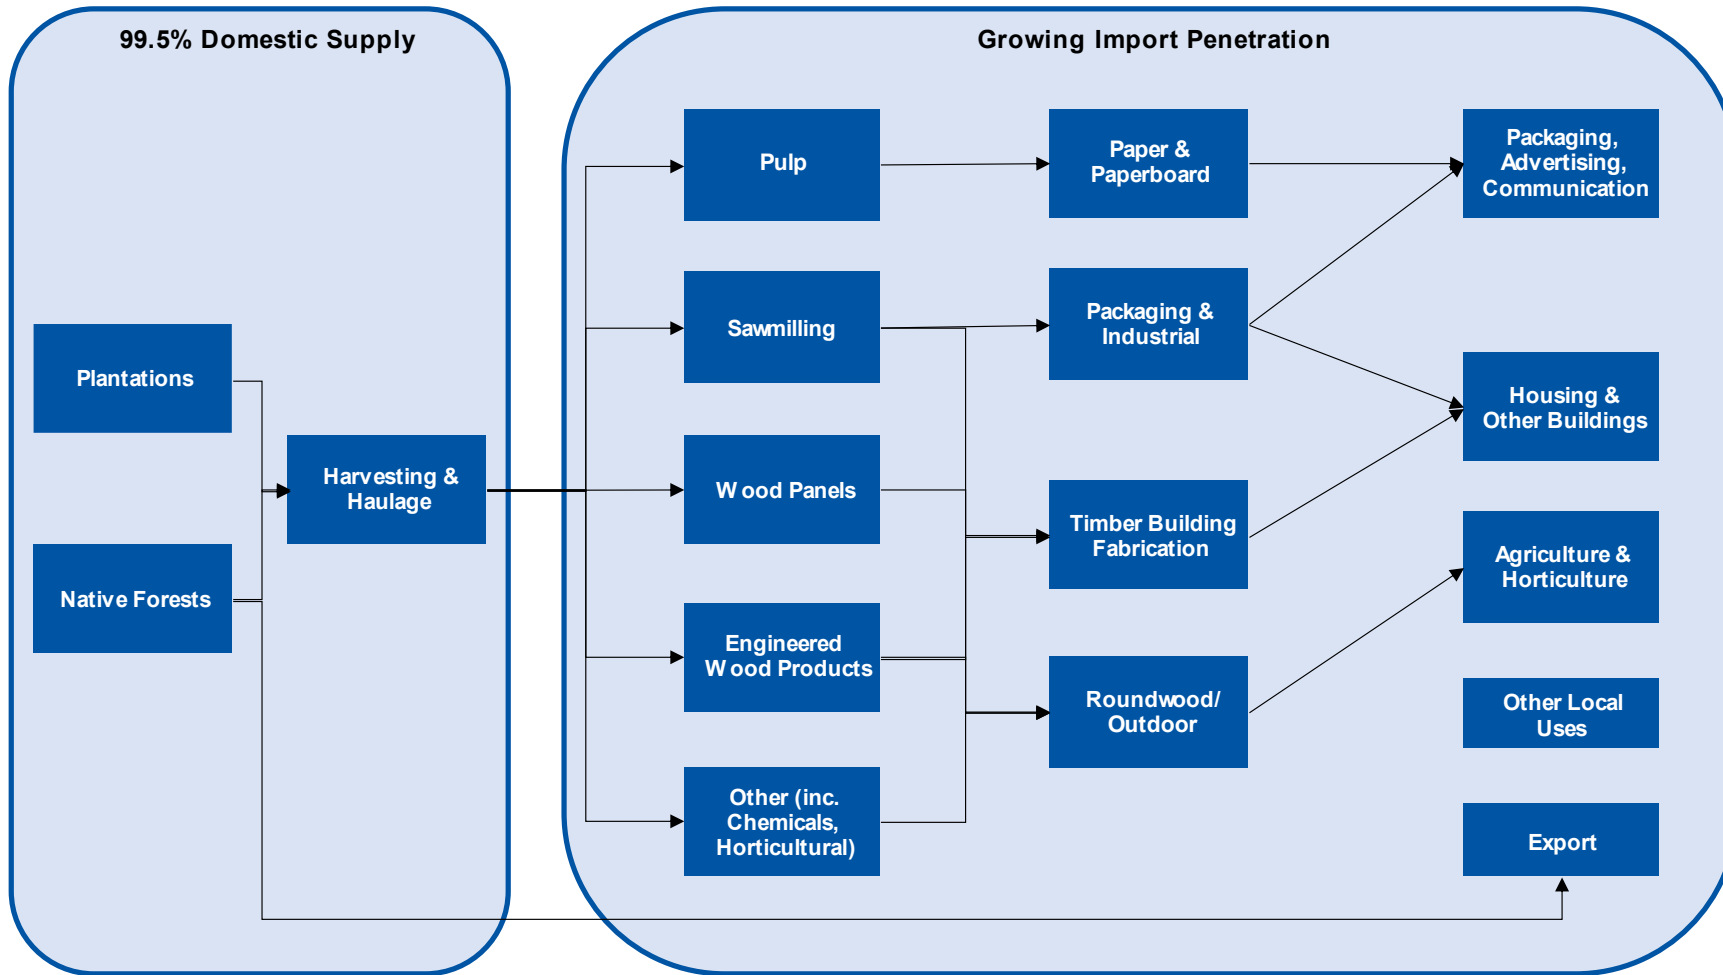 99.5% Domestic Supply
Growing Import Penetration
Plantations
Native Forests
Harvesting &
Haulage
Pulp
Sawmilling
Wood Panels
Engineered
Wood Products
Other (inc.
Chemicals,
Horticultural)
Paper &
Paperboard
Packaging &
Industrial
Timber Building
Fabrication
Roundwood/
Outdoor
Packaging,
Advertising,
Communication
Housing &
Other Buildings
Agriculture &
Horticulture
Other Local
Uses
Export